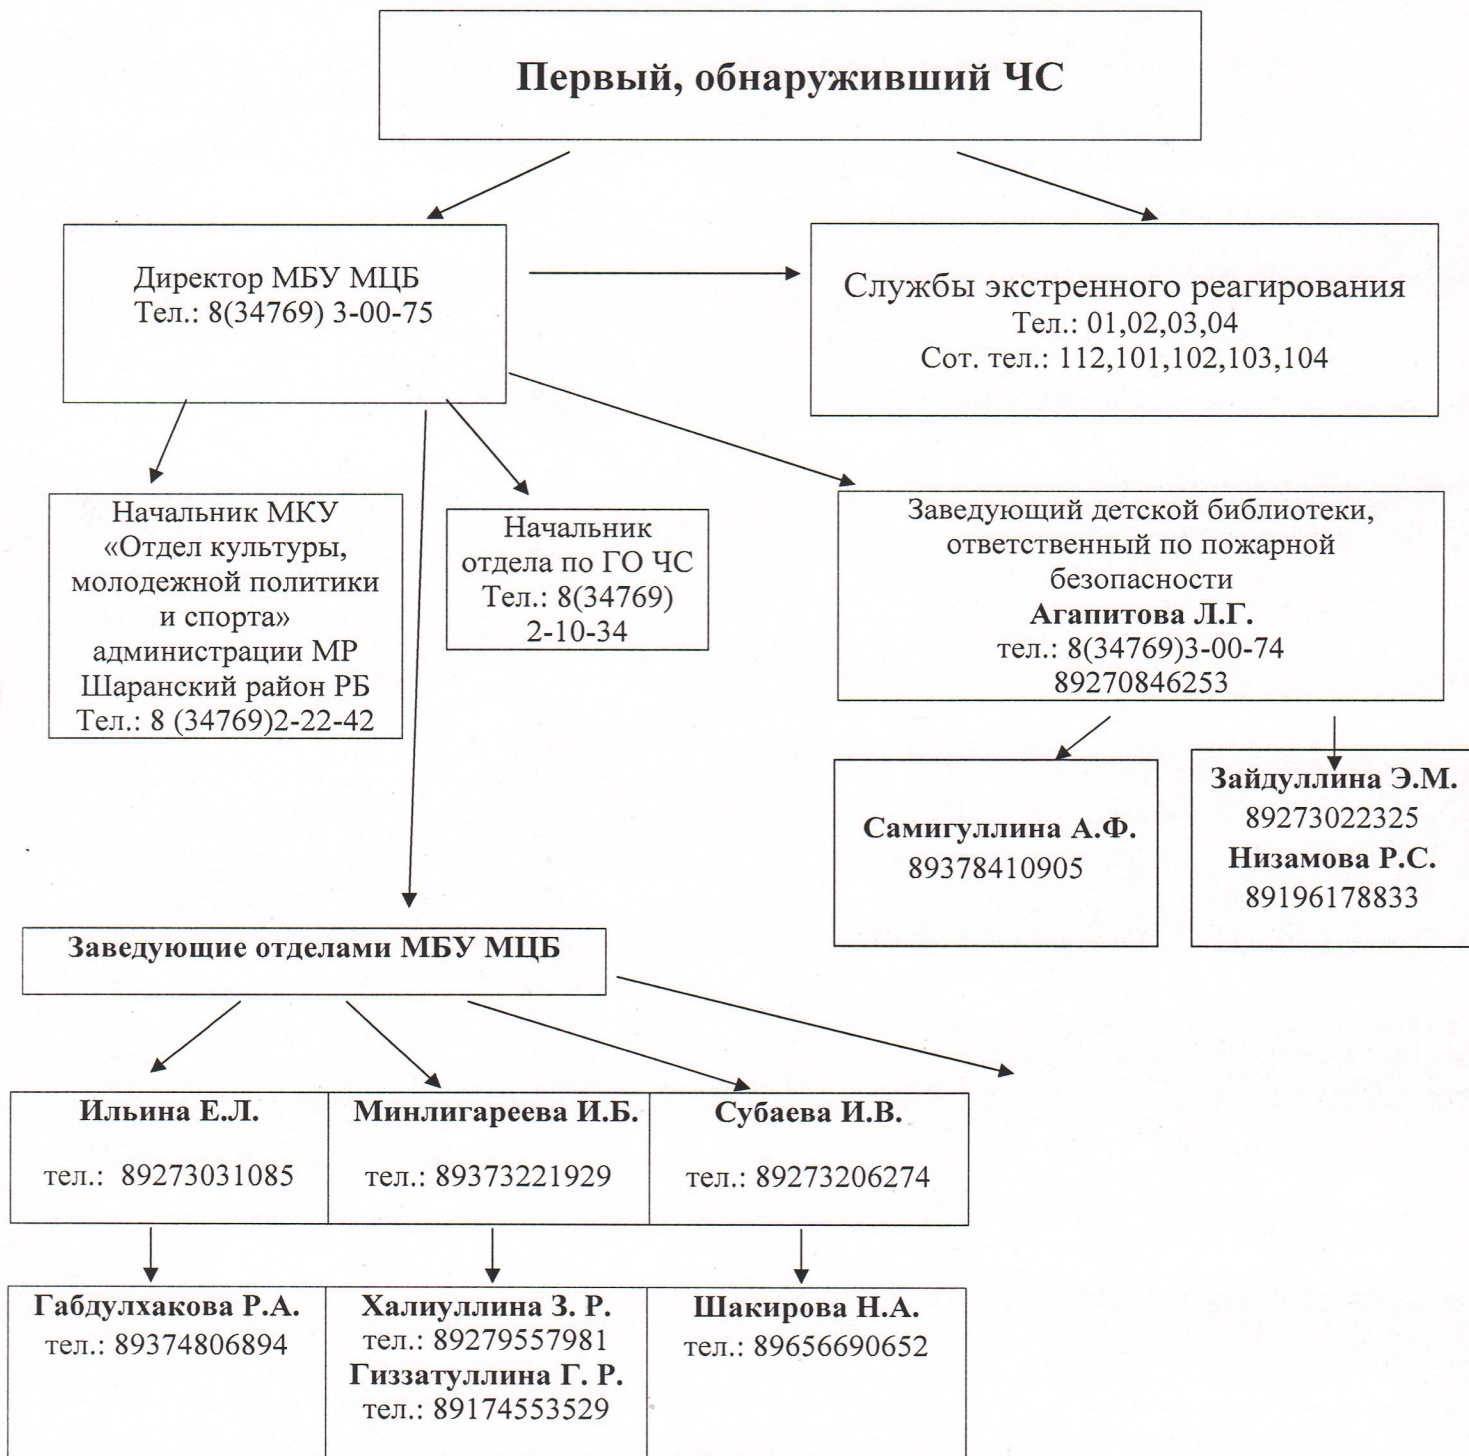 Первый, обнаруживший ЧС
Директор МБУ МЦБ
Тел.: 8(34769) 3-00-75
Службы экстренного реагирования
Тел.: 01,02,03,04
Сот. тел.: 112,101,102,103,104
Начальник МКУ
«Отдел культуры,
молодежной политики
и спорта»
администрации МР
Шаранский район РБ
Тел.: 8 (34769)2-22-42
Начальник
отдела по ГО ЧС
Тел.: 8(34769)
2-10-34
Заведующий детской библиотеки,
ответственный по пожарной
безопасности
Агапитова Л.Г.
тел.: 8(34769)3-00-74
89270846253
Самигуллина А.Ф.
89378410905
Зайдуллина Э.М.
89273022325
Низамова Р.С.
89196178833
Заведующие отделами МБУ МЦБ
Ильина Е.Л.
тел.: 89273031085
Минлигареева И.Б.
тел.: 89373221929
Субаева И.В.
тел.: 89273206274
Габдулхакова Р.А.
тел.: 89374806894
Халиуллина З. Р.
тел.: 89279557981
Гиззатуллина Г. Р.
тел.: 89174553529
Шакирова Н.А.
тел.: 89656690652